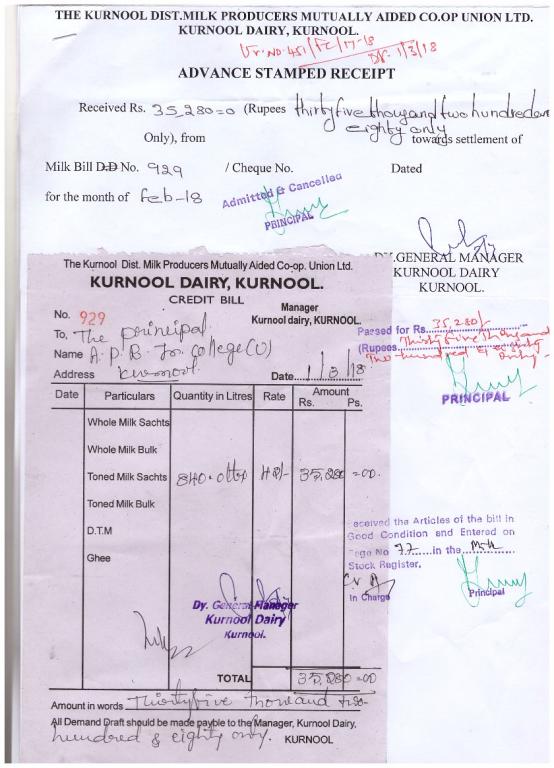 THE KURNOOL DIST.MILK PRODUCERS MUTUALLY AIDED CO.OP UNION LTD.
KURNOOL DAIRY, KURNOOL.
Vr.No.451/Fc/17-18
Dt. 1/3/18
ADVANCE STAMPED RECEIPT
Received Rs. 35,280=0 (Rupees thirtyfive thousand two hundred and
eighty only
Only), from towards settlement of
Milk Bill D.D No. 929 / Cheque No. Dated
for the month of Feb-18
Admitted & Cancelled
PRINCIPAL
DY.GENERAL MANAGER
KURNOOL DAIRY
KURNOOL.
The Kurnool Dist. Milk Producers Mutually Aided Co-op. Union Ltd.
KURNOOL DAIRY, KURNOOL.
CREDIT BILL
No. 929
Manager
Kurnool dairy, KURNOOL.
To, The principal
Name A.P.R. Jr. College (U)
Address Kurnool.
Date 1/3/18
Passed for Rs. 35,280/-
(Rupees Thirty five thousand
Two hundred & eighty
only-
PRINCIPAL
Date Particulars Quantity in Litres Rate Amount
Rs. Ps.
Whole Milk Sachts
Whole Milk Bulk
Toned Milk Sachts 840.0 ltrs 42/- 35,280 =00.
Toned Milk Bulk
D.T.M
Ghee
eceived the Articles of the bill in
Good Condition and Entered on
age No 77 in the
Stock Register.
In Charge
Principal
Dy. General Manager
Kurnool Dairy
Kurnool.
TOTAL 35,280=00
Amount in words Thirtyfive thousand two-
All Demand Draft should be made payble to the Manager, Kurnool Dairy,
hundred & eighty only. KURNOOL